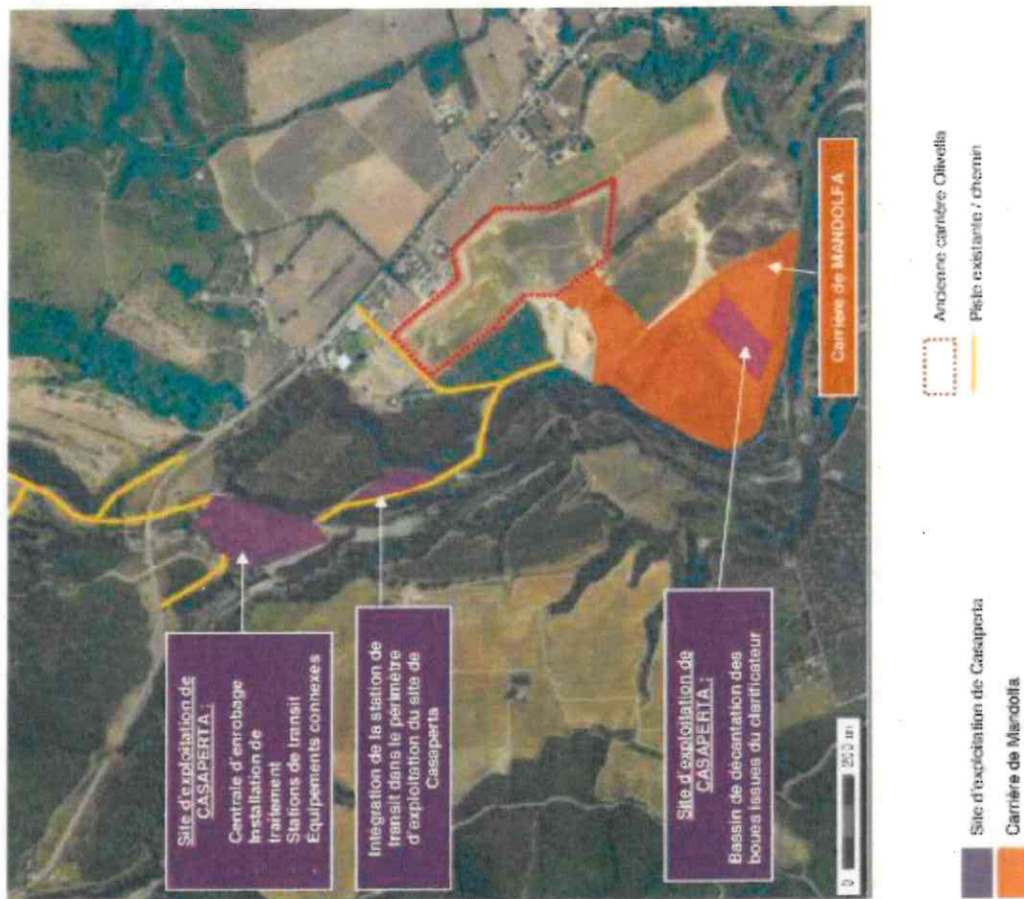 Site d'exploitation de
CASAPERTA :
Centrale d'enrobage
Installation de
traitement
Stations de transit
Equipements connexes
Intégration de la station de
transit dans le périmètre
d'exploitation du site de
Casaperta
Site d'exploitation de
CASAPERTA :
Bassin de décantation des
boues issues du clarificateur
Carrière de MANDOLFA
0
250 m
Site d'exploitation de Casaperta
Carrière de Mandolfa
Ancienne carrière Olivella
Piste existante / chemin